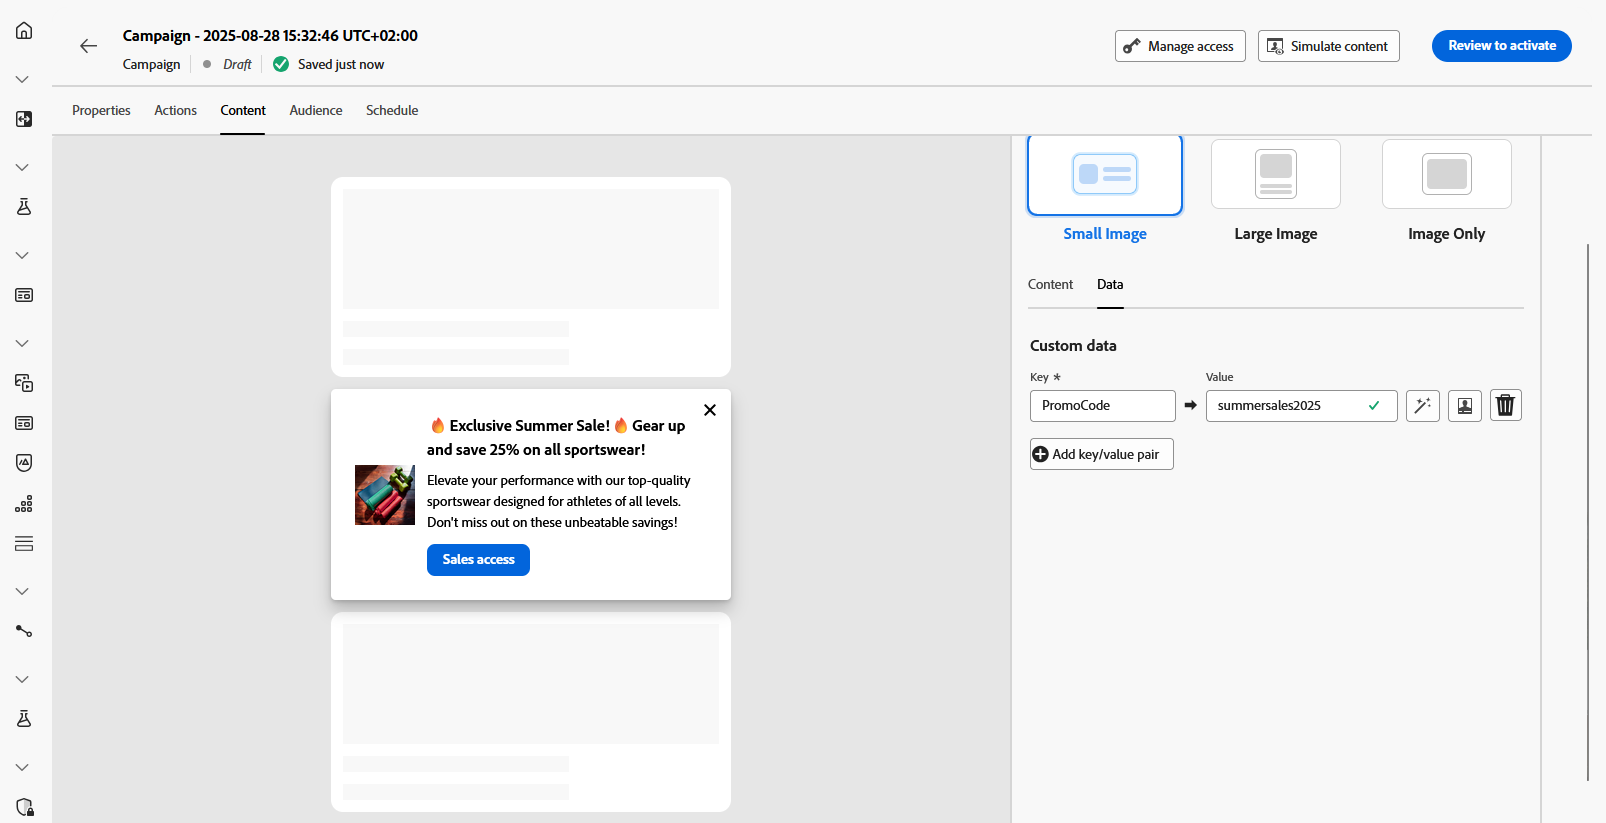 Campaign - 2025-08-28 15:32:46 UTC+02:00
Campaign Draft Saved just now
Manage access
Simulate content
Review to activate
Properties Actions Content Audience Schedule
🔥 Exclusive Summer Sale! 🔥 Gear up
and save 25% on all sportswear!
Elevate your performance with our top-quality
sportswear designed for athletes of all levels.
Don't miss out on these unbeatable savings!
Sales access
Small Image Large Image Image Only
Content Data
Custom data
Key * Value
PromoCode summersales2025
Add key/value pair